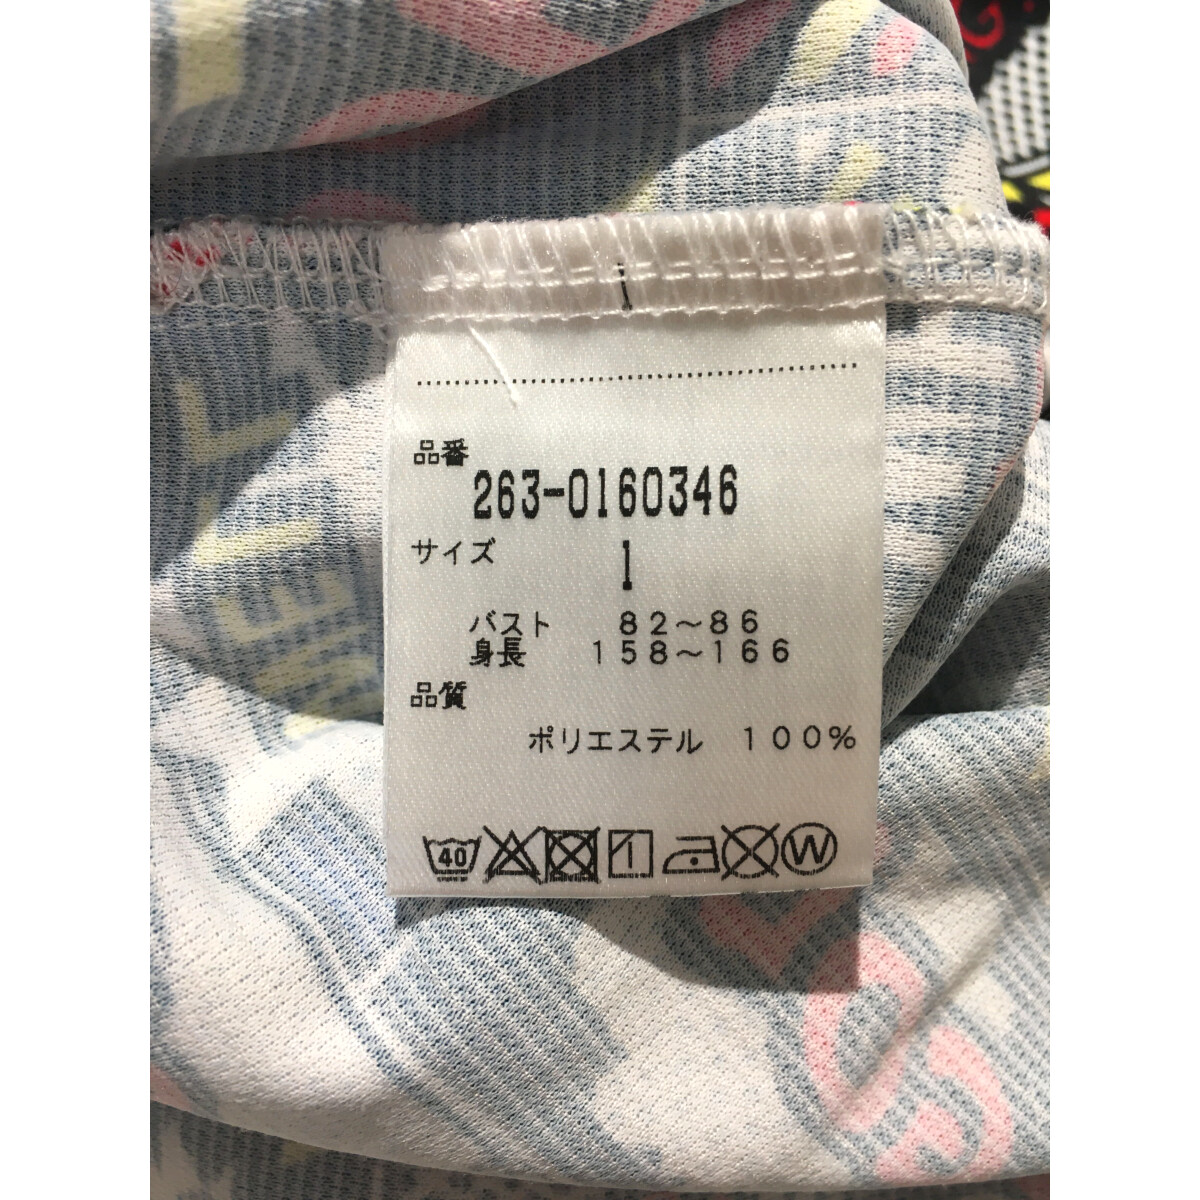 品番
263-0160346
サイズ 1
バスト 82～86
身長 158～166
品質
ポリエステル 100%
40 W